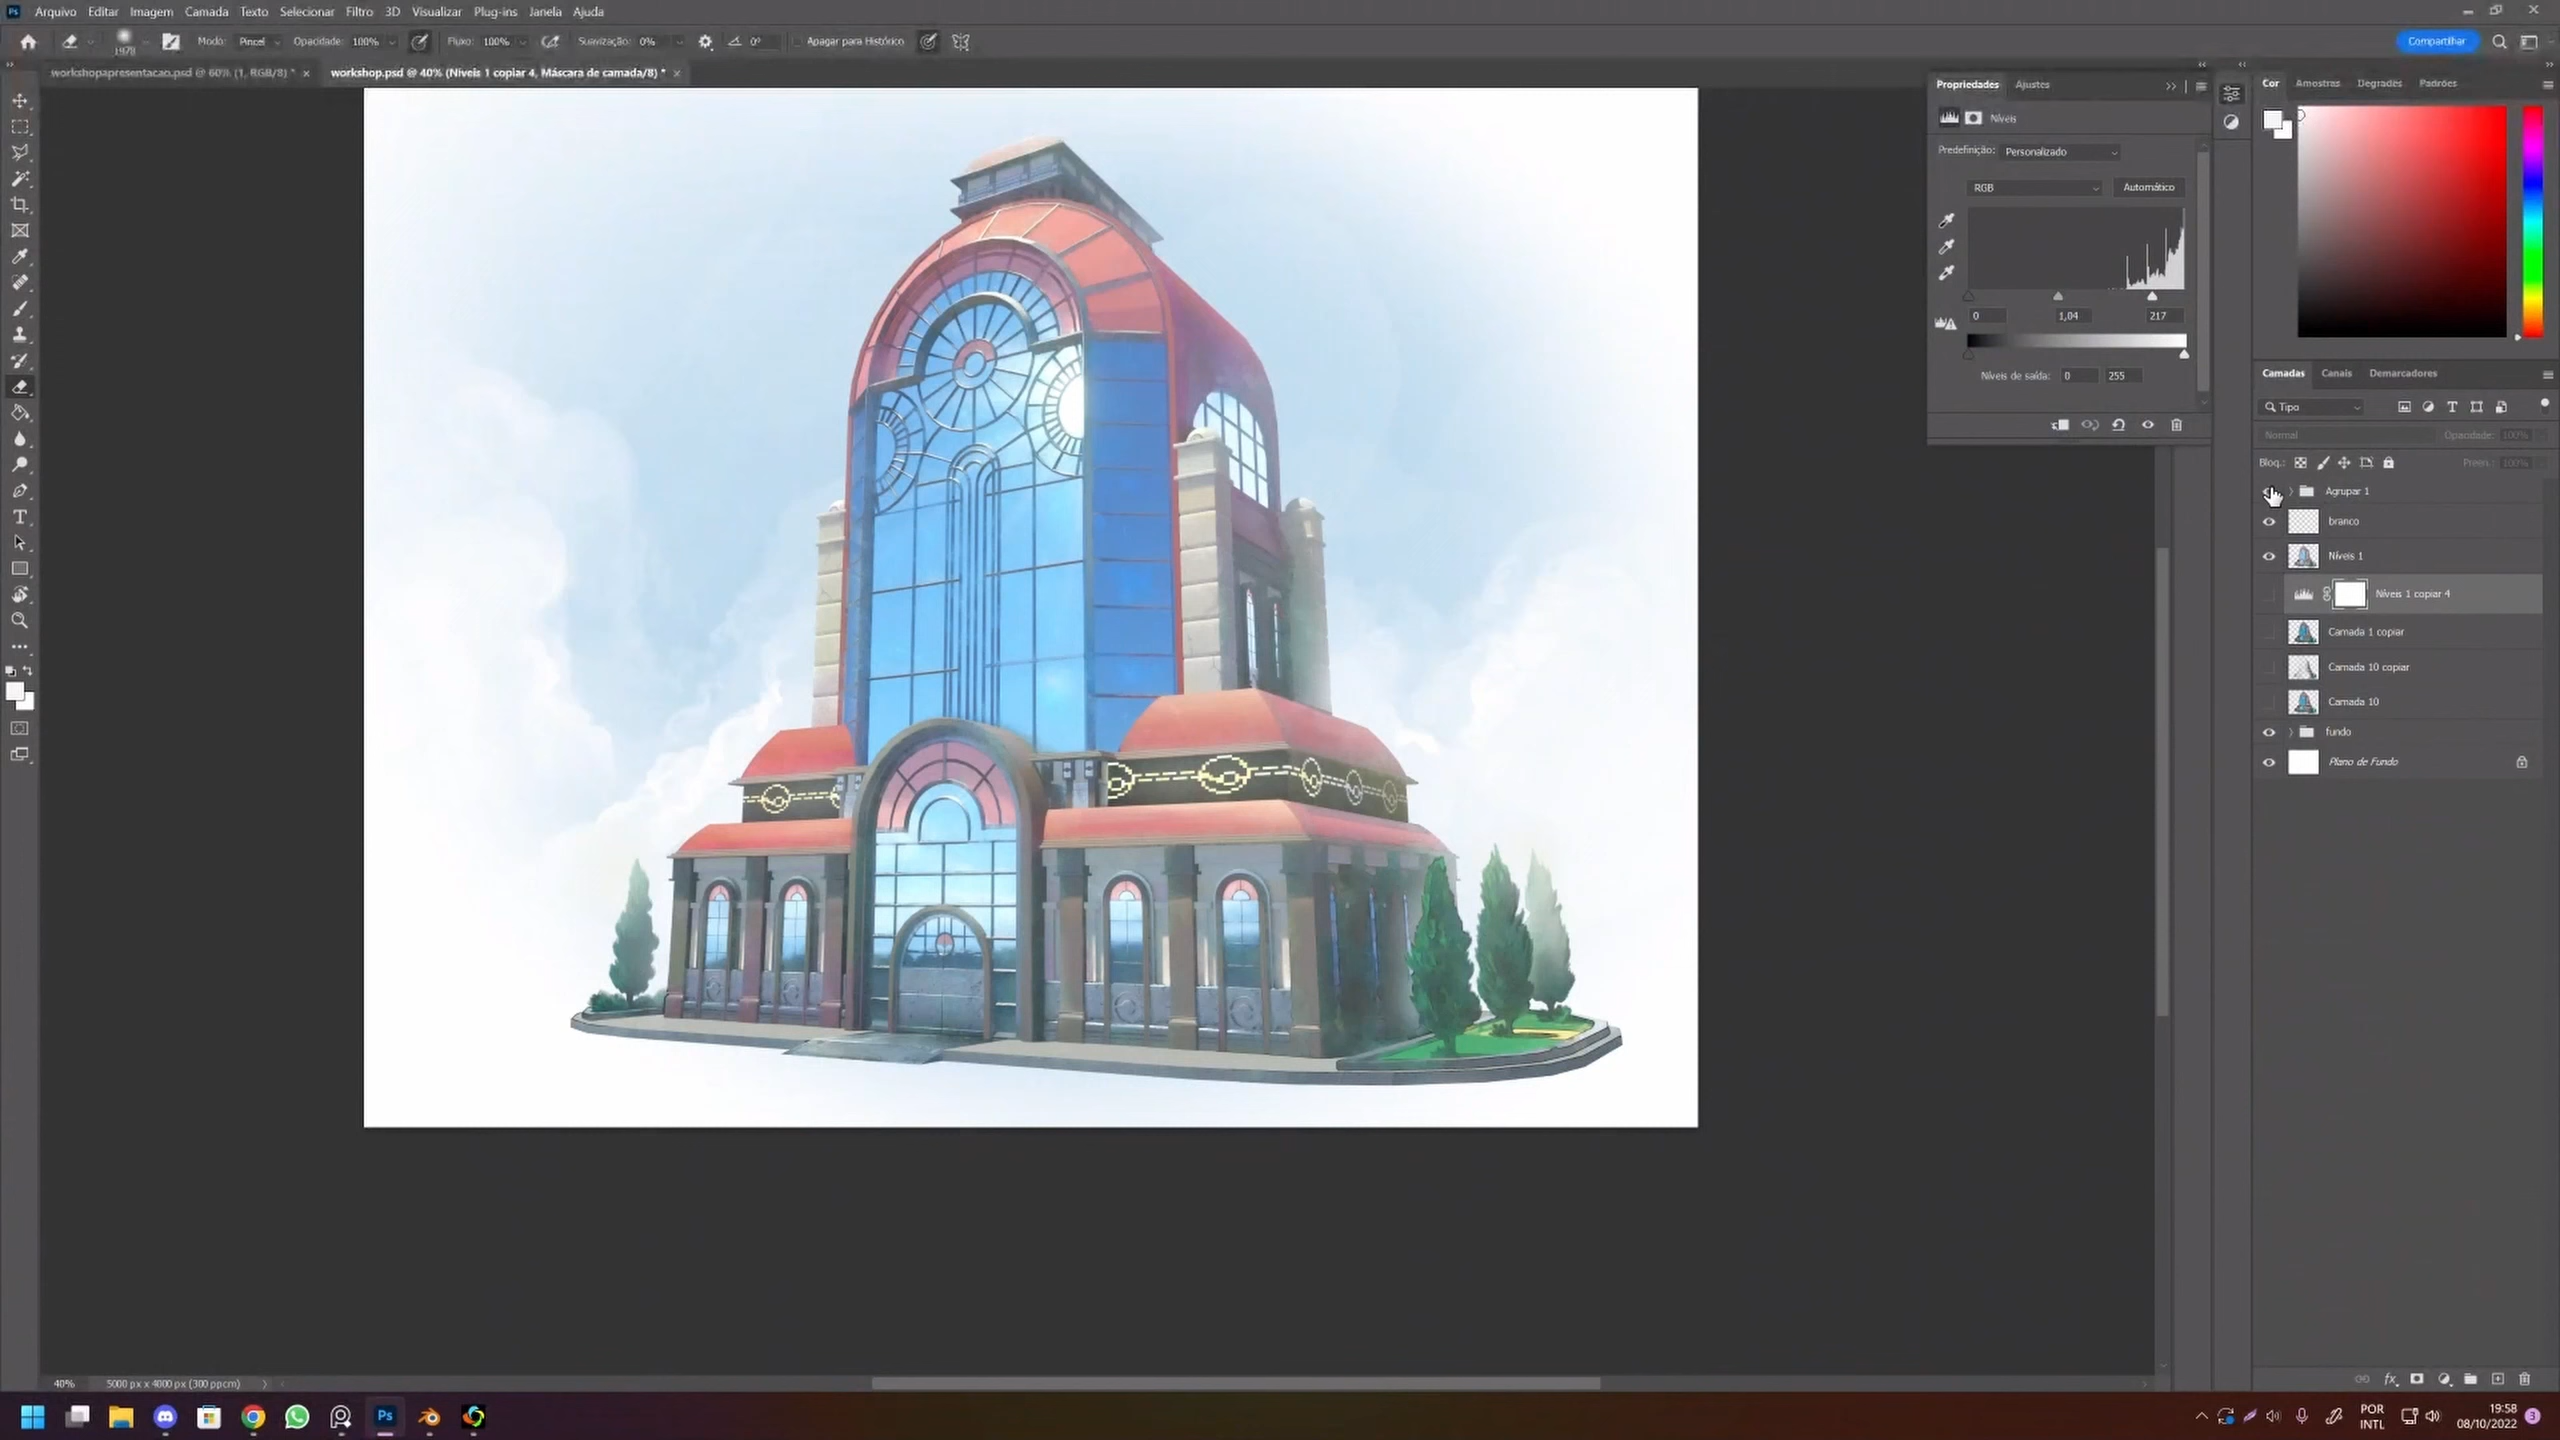 Arquivo Editar Imagem Camada Texto Selecionar Filtro 3D Visualizar Plug-ins Janela Ajuda
1978 Modo: Pincel Opacidade: 100% Fluxo: 100% Suavização: 0% 0° Apagar para Histórico Compartilhar
workshopapresentacao.psd @ 60% (1, RGB/8) * × workshop.psd @ 40% (Níveis 1 copiar 4, Máscara de camada/8) * ×
Propriedades Ajustes
Níveis
Predefinição: Personalizado
RGB Automático
0 1,04 217
Níveis de saída: 0 255
Cor Amostras Degradês Padrões
Camadas Canais Demarcadores
Tipo
Normal Opacidade: 100%
Bloq.: Preen.: 100%
Agrupar 1
branco
Níveis 1
Níveis 1 copiar 4
Camada 1 copiar
Camada 10 copiar
Camada 10
fundo
Plano de Fundo
40% 5000 px x 4000 px (300 ppcm)
POR
INTL
19:58
08/10/2022
3